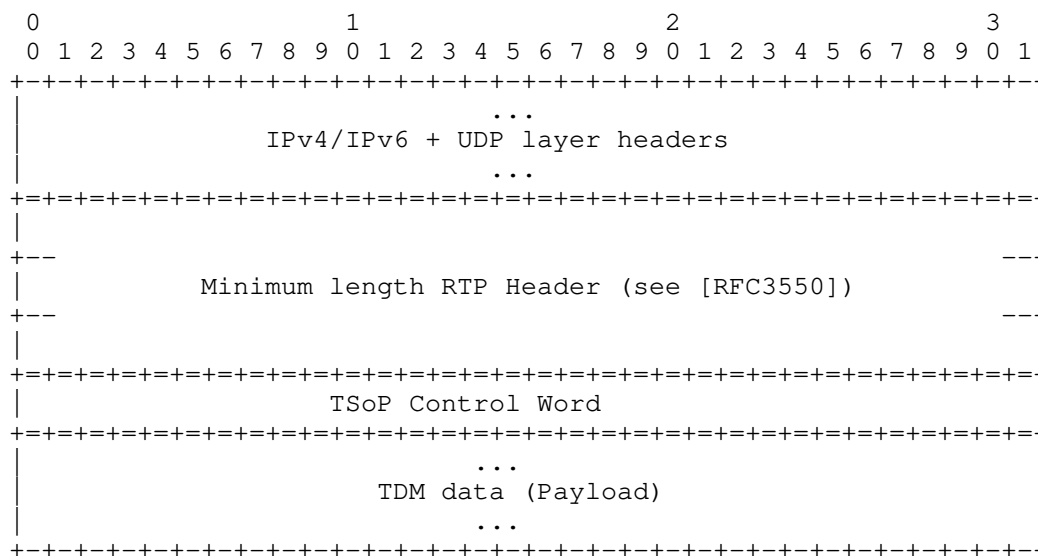 0                   1                   2                   3
 0 1 2 3 4 5 6 7 8 9 0 1 2 3 4 5 6 7 8 9 0 1 2 3 4 5 6 7 8 9 0 1
+-+-+-+-+-+-+-+-+-+-+-+-+-+-+-+-+-+-+-+-+-+-+-+-+-+-+-+-+-+-+-+-
|                             ...
|               IPv4/IPv6 + UDP layer headers
|                             ...
+=+=+=+=+=+=+=+=+=+=+=+=+=+=+=+=+=+=+=+=+=+=+=+=+=+=+=+=+=+=+=+=-
|
+--                                                           ---
|           Minimum length RTP Header (see [RFC3550])
+--                                                           ---
|
+=+=+=+=+=+=+=+=+=+=+=+=+=+=+=+=+=+=+=+=+=+=+=+=+=+=+=+=+=+=+=+=-
|                   TSoP Control Word
+=+=+=+=+=+=+=+=+=+=+=+=+=+=+=+=+=+=+=+=+=+=+=+=+=+=+=+=+=+=+=+=-
|                            ...
|                      TDM data (Payload)
|                            ...
+-+-+-+-+-+-+-+-+-+-+-+-+-+-+-+-+-+-+-+-+-+-+-+-+-+-+-+-+-+-+-+-